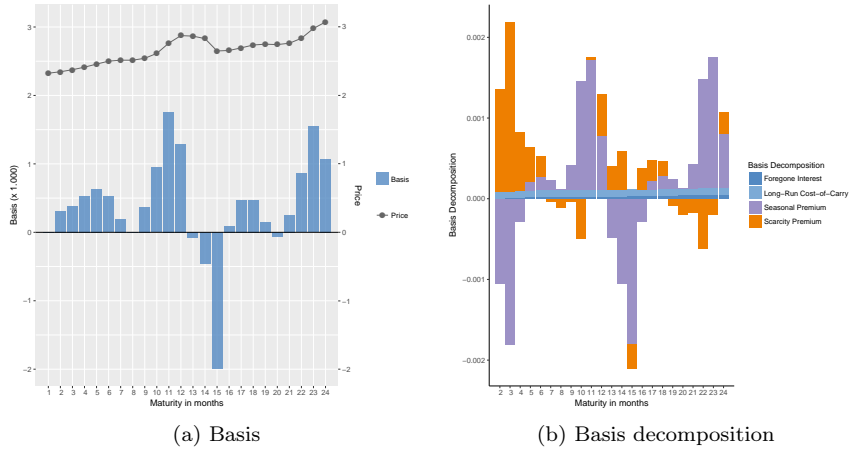 3
3
2
2
1
1
0
0
−1
−1
−2
−2
Basis (x 1.000)
Price
1 2 3 4 5 6 7 8 9 10 11 12 13 14 15 16 17 18 19 20 21 22 23 24
Maturity in months
Basis
Price
(a) Basis
0.002
0.001
0.000
−0.001
−0.002
Basis Decomposition
2 3 4 5 6 7 8 9 10 11 12 13 14 15 16 17 18 19 20 21 22 23 24
Maturity in months
Basis Decomposition
Foregone Interest
Long−Run Cost−of−Carry
Seasonal Premium
Scarcity Premium
(b) Basis decomposition